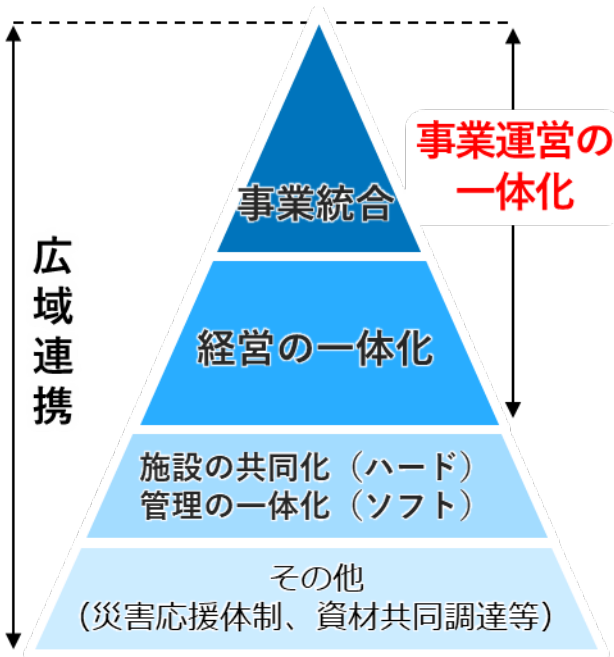 事業運営の
一体化
事業統合
広域連携
経営の一体化
施設の共同化（ハード）
管理の一体化（ソフト）
その他
（災害応援体制、資材共同調達等）